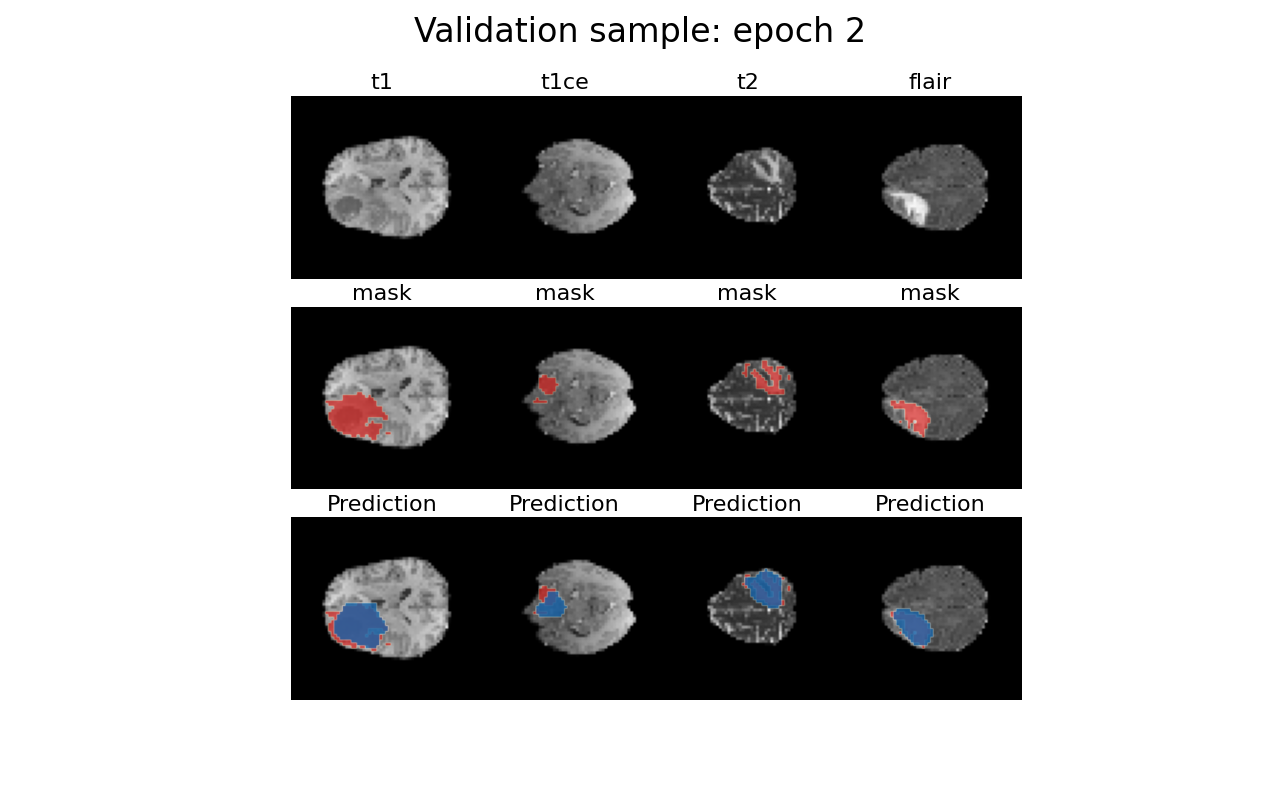 Validation sample: epoch 2
t1 t1ce t2 flair
mask mask mask mask
Prediction Prediction Prediction Prediction